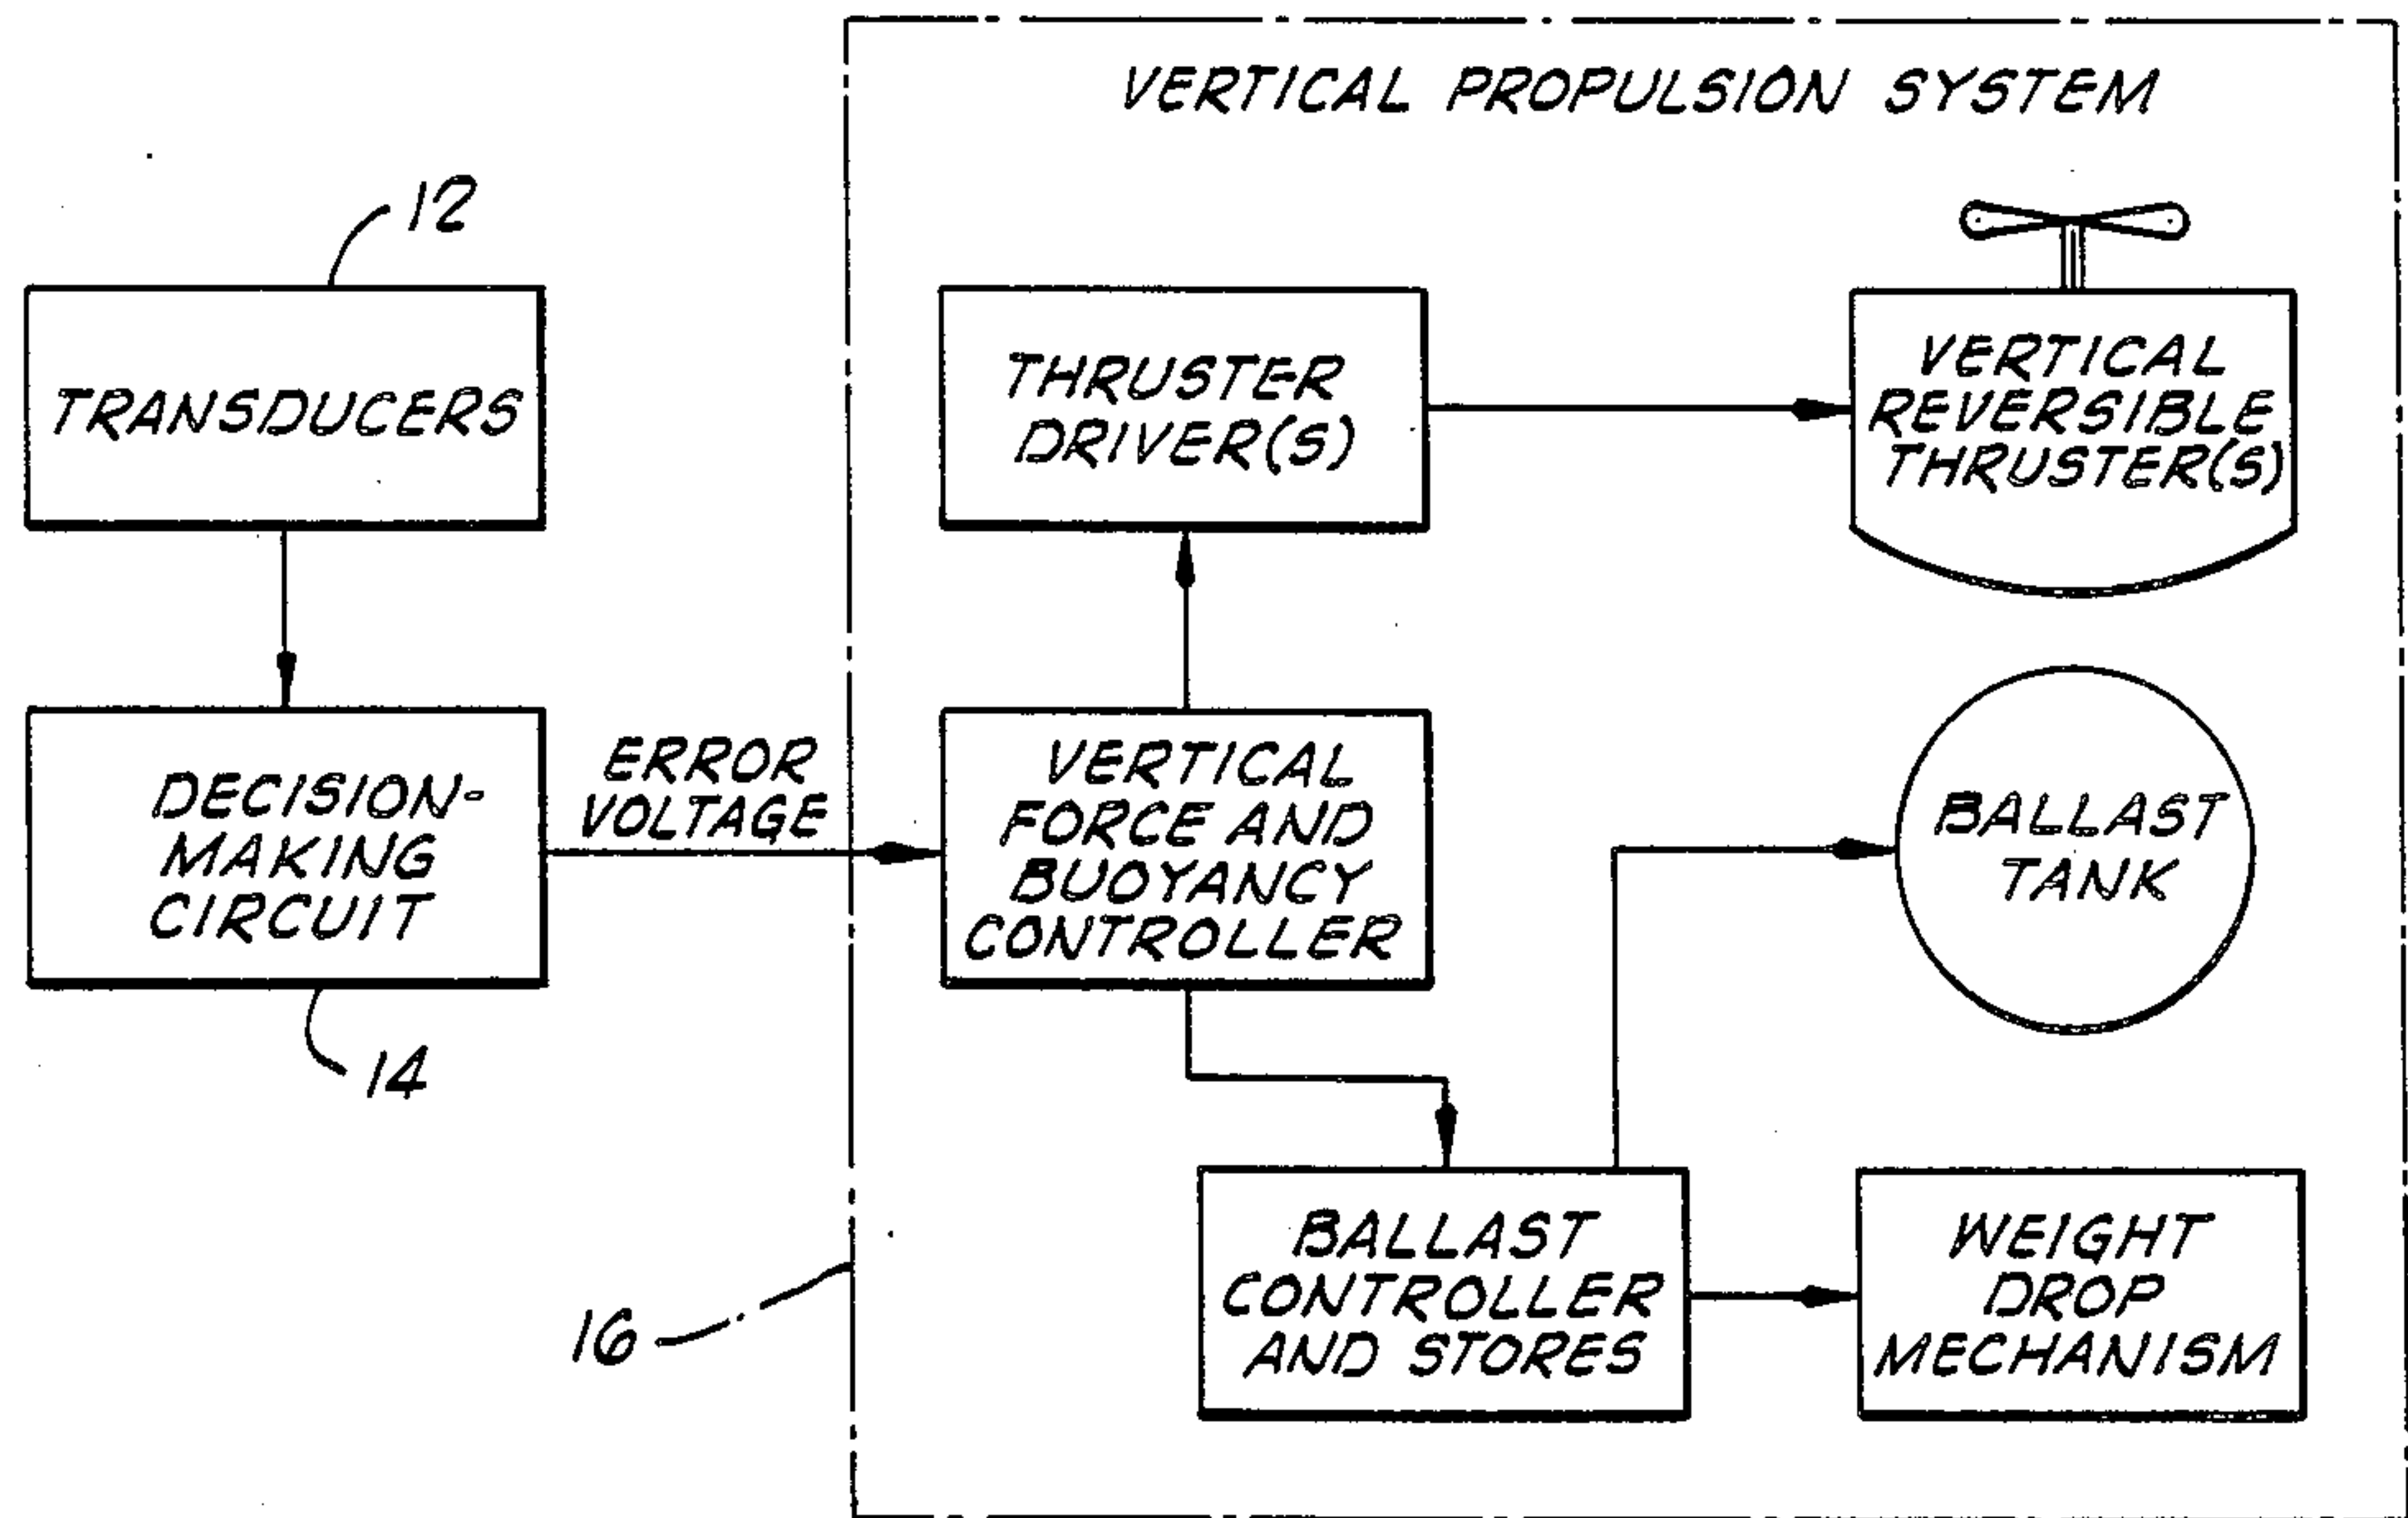 VERTICAL PROPULSION SYSTEM
12
TRANSDUCERS
THRUSTER
DRIVER(S)
VERTICAL
REVERSIBLE
THRUSTER(S)
DECISION-
MAKING
CIRCUIT
14
ERROR
VOLTAGE
VERTICAL
FORCE AND
BUOYANCY
CONTROLLER
BALLAST
TANK
16
BALLAST
CONTROLLER
AND STORES
WEIGHT
DROP
MECHANISM